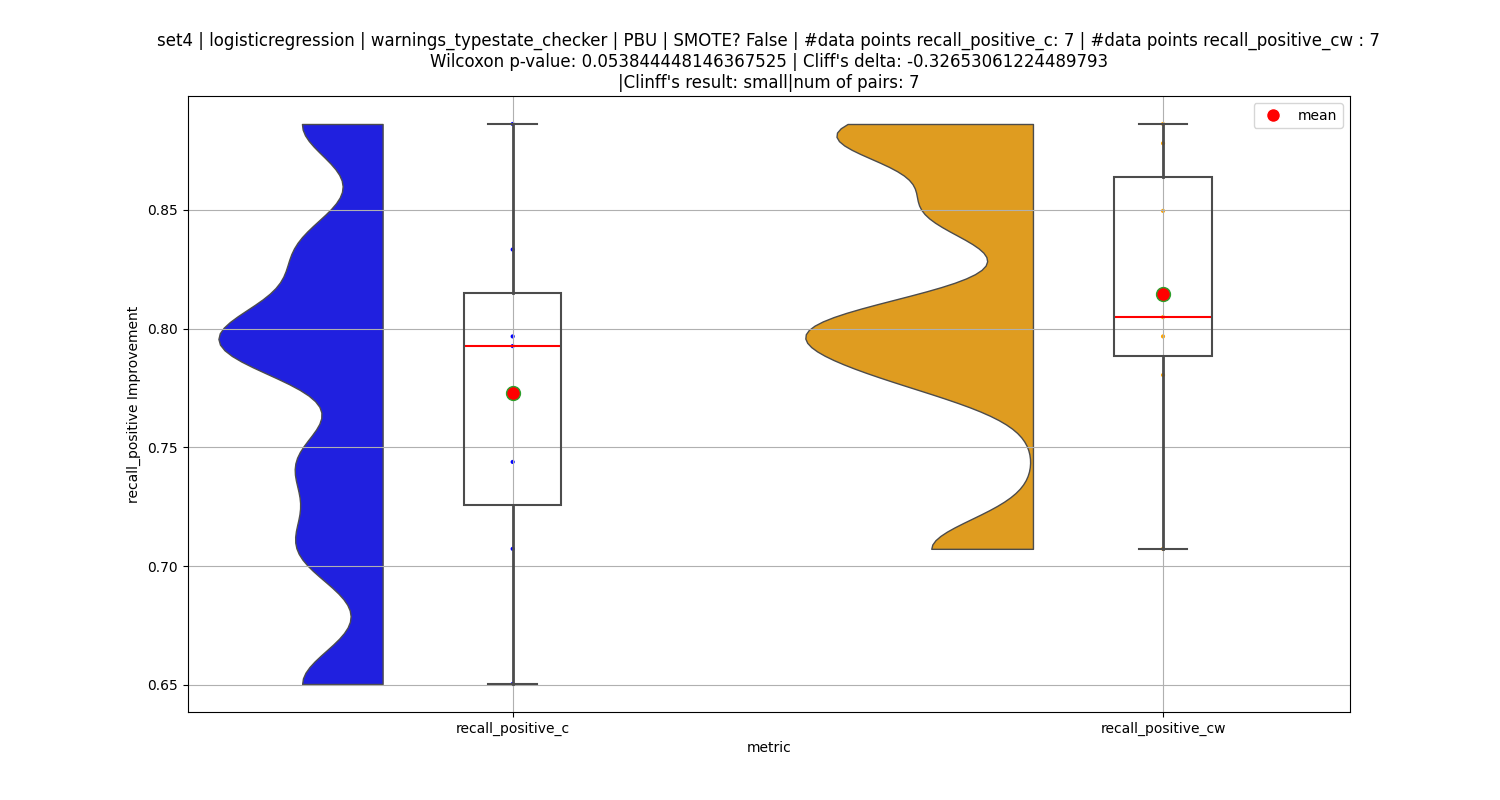 set4 | logisticregression | warnings_typestate_checker | PBU | SMOTE? False | #data points recall_positive_c: 7 | #data points recall_positive_cw : 7
Wilcoxon p-value: 0.053844448146367525 | Cliff's delta: -0.32653061224489793
|Clinff's result: small|num of pairs: 7
mean
recall_positive Improvement
0.85
0.80
0.75
0.70
0.65
recall_positive_c
recall_positive_cw
metric